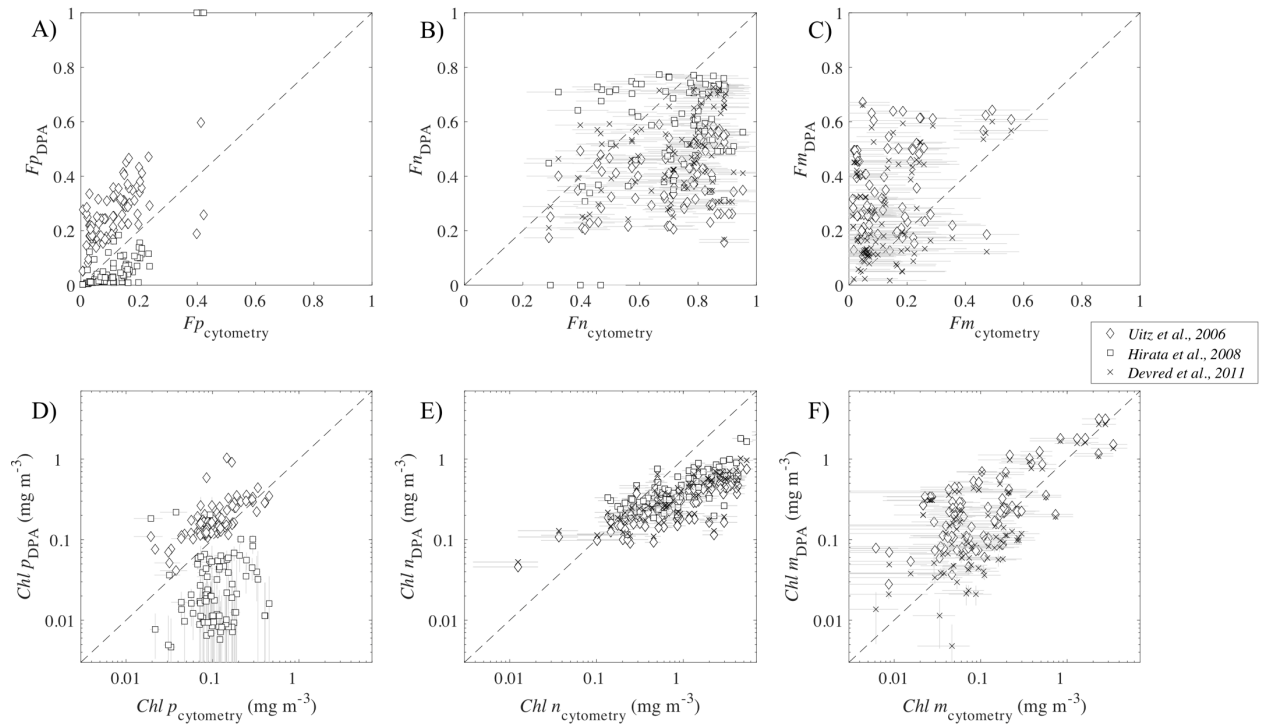 A)
1
0.8
0.6
0.4
0.2
0
Fp DPA
0 0.2 0.4 0.6 0.8 1
Fp cytometry
B)
1
0.8
0.6
0.4
0.2
0
Fn DPA
0 0.2 0.4 0.6 0.8 1
Fn cytometry
C)
1
0.8
0.6
0.4
0.2
0
Fm DPA
0 0.2 0.4 0.6 0.8 1
Fm cytometry
Uitz et al., 2006
Hirata et al., 2008
Devred et al., 2011
D)
1
0.1
0.01
Chl p DPA (mg m-3)
0.01 0.1 1
Chl p cytometry (mg m-3)
E)
1
0.1
0.01
Chl n DPA (mg m-3)
0.01 0.1 1
Chl n cytometry (mg m-3)
F)
1
0.1
0.01
Chl m DPA (mg m-3)
0.01 0.1 1
Chl m cytometry (mg m-3)